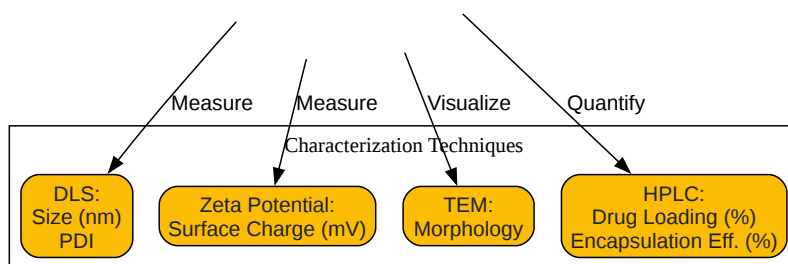 Measure
Measure
Visualize
Quantify
Characterization Techniques
DLS:
Size (nm)
PDI
Zeta Potential:
Surface Charge (mV)
TEM:
Morphology
HPLC:
Drug Loading (%)
Encapsulation Eff. (%)